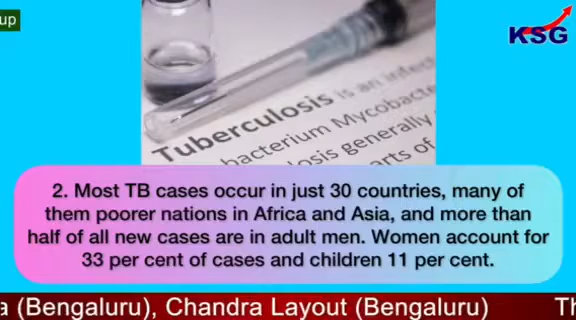 up
KSG
Tuberculosis is an infec
bacterium Mycobacte
losis generally
arts of
2. Most TB cases occur in just 30 countries, many of
them poorer nations in Africa and Asia, and more than
half of all new cases are in adult men. Women account for
33 per cent of cases and children 11 per cent.
a (Bengaluru), Chandra Layout (Bengaluru) Th